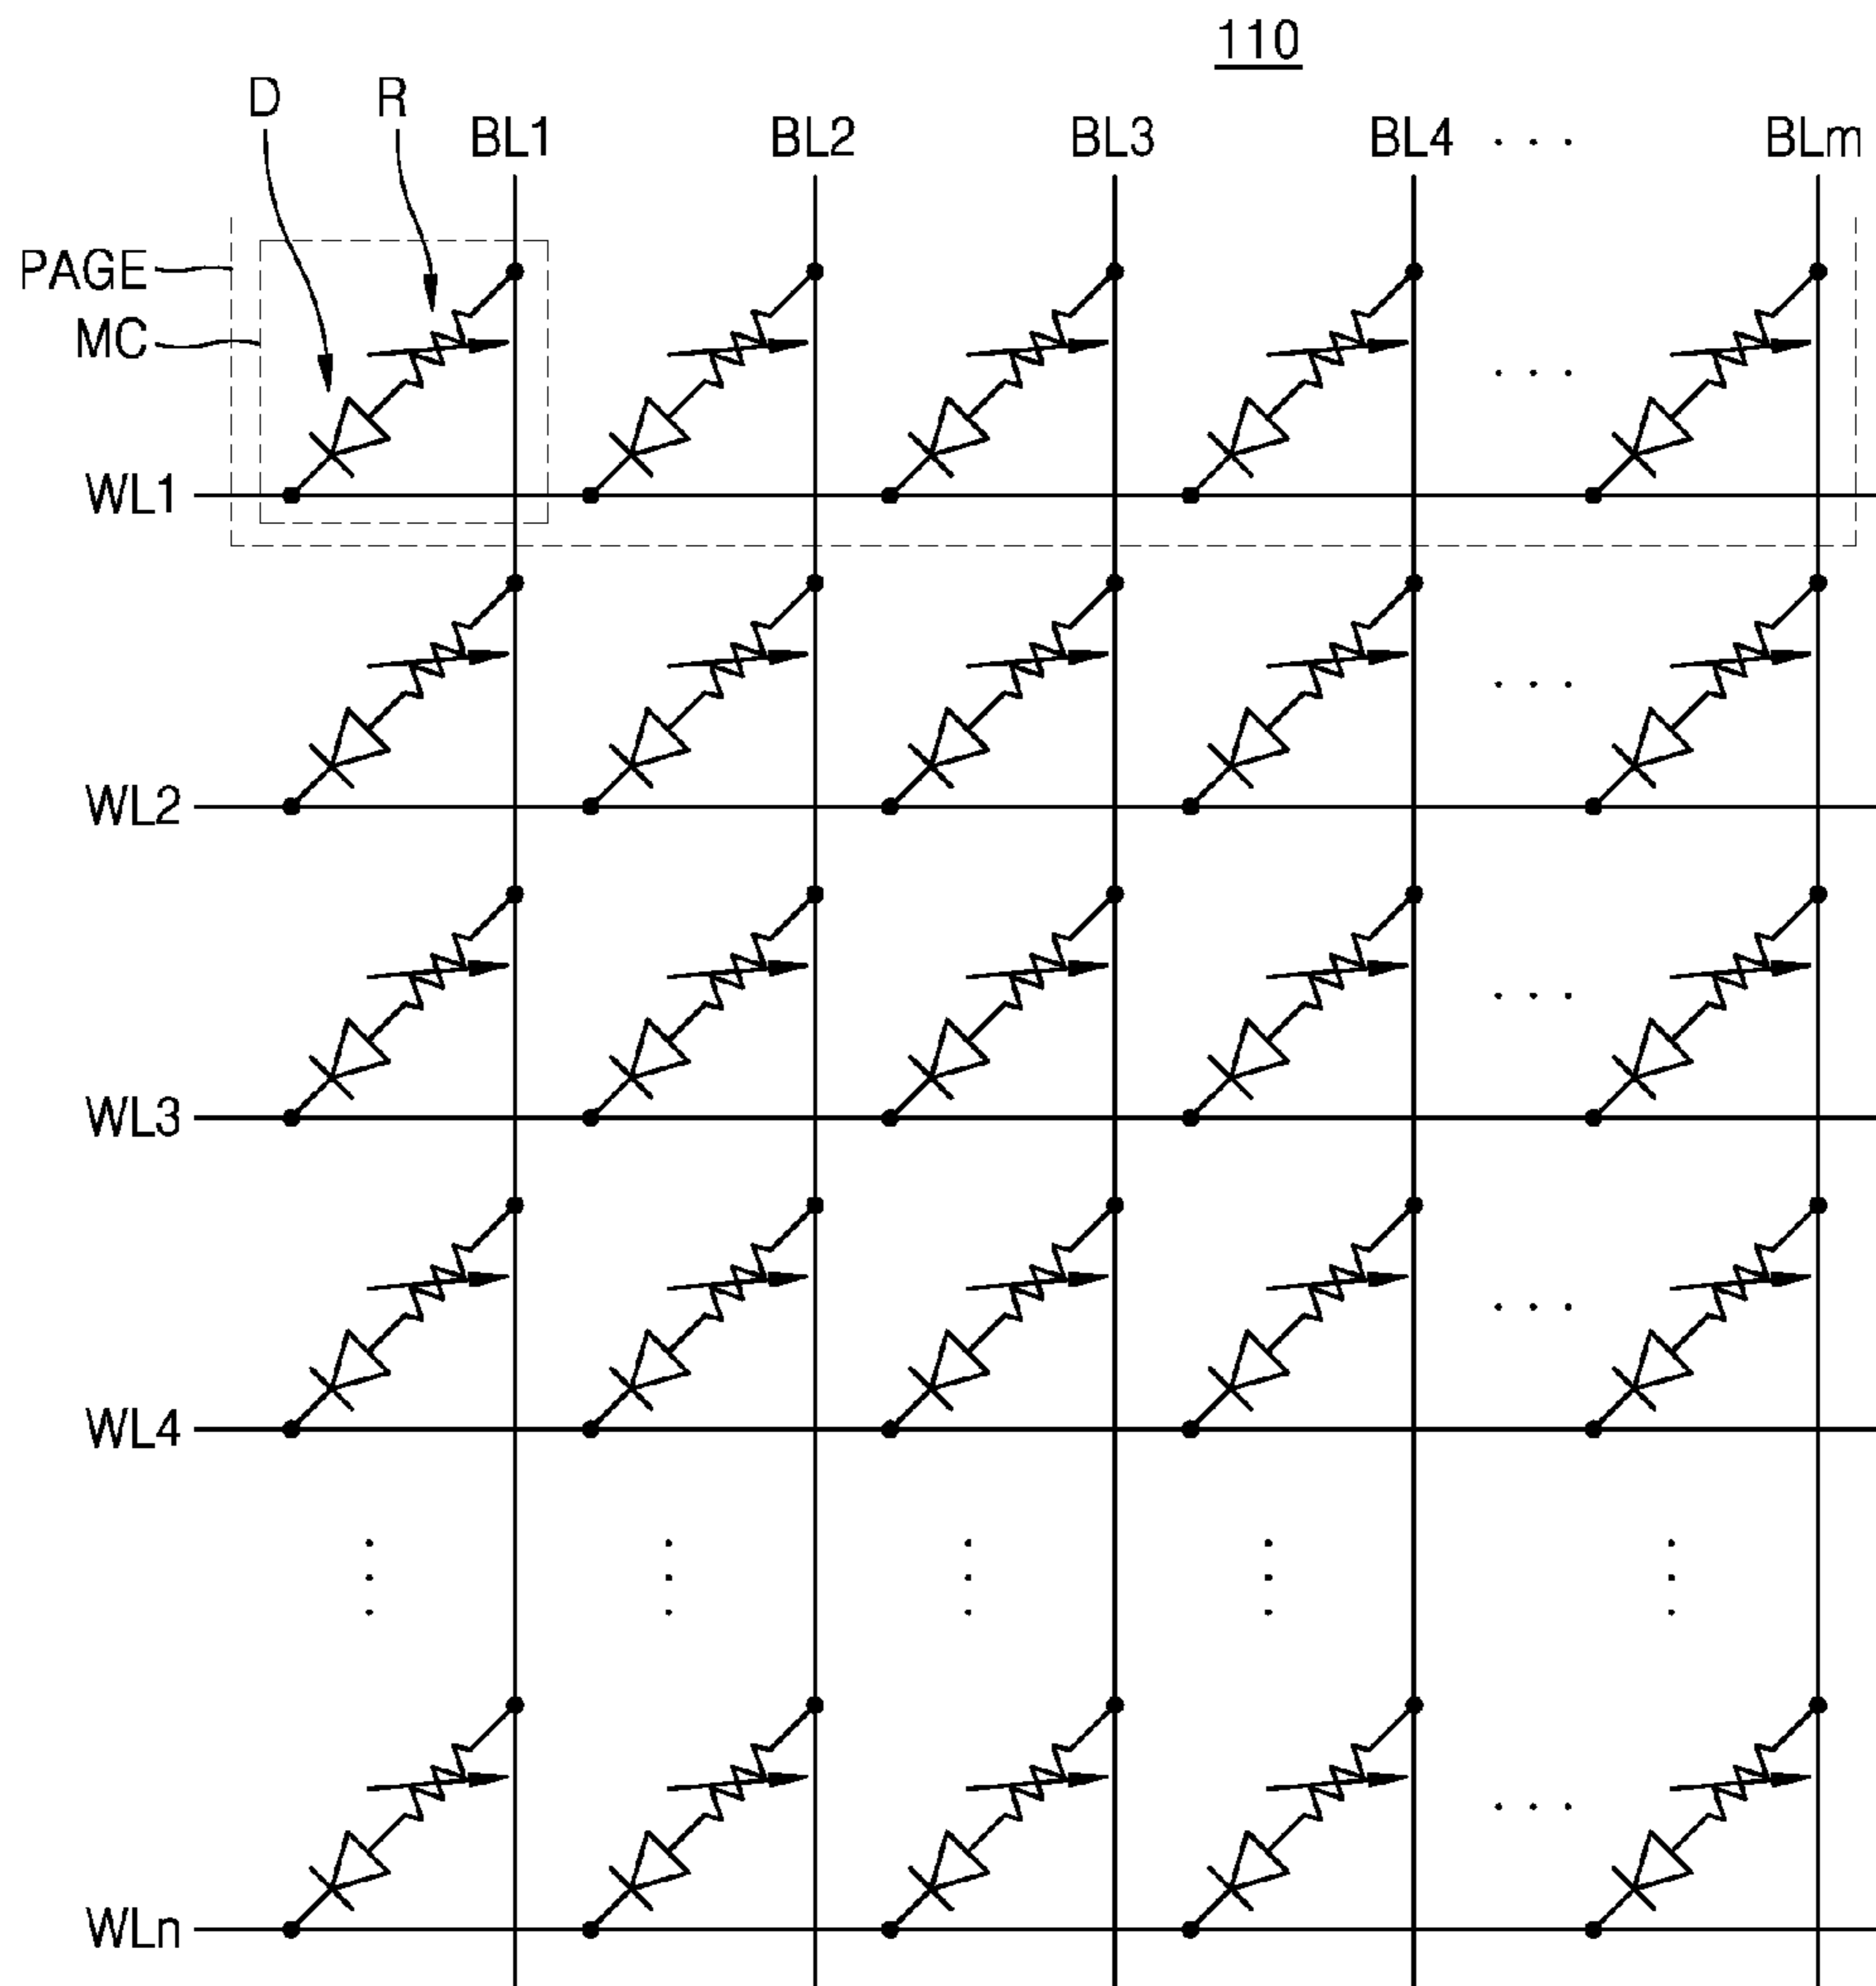 110
D R
BL1 BL2 BL3 BL4 · · · BLm
PAGE
MC
WL1
WL2
WL3
WL4
WLn